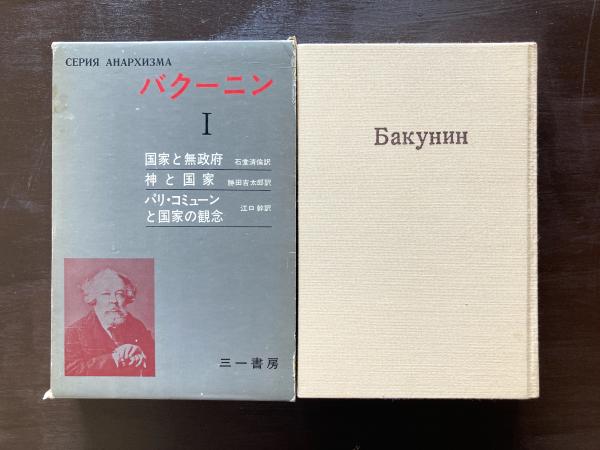 СЕРИЯ АНАРХИЗМА
バクーニン
I
国家と無政府 石堂清倫訳
神と国家 勝田吉太郎訳
パリ・コミューン
と国家の観念 江口 幹訳
三一書房
Бакунин